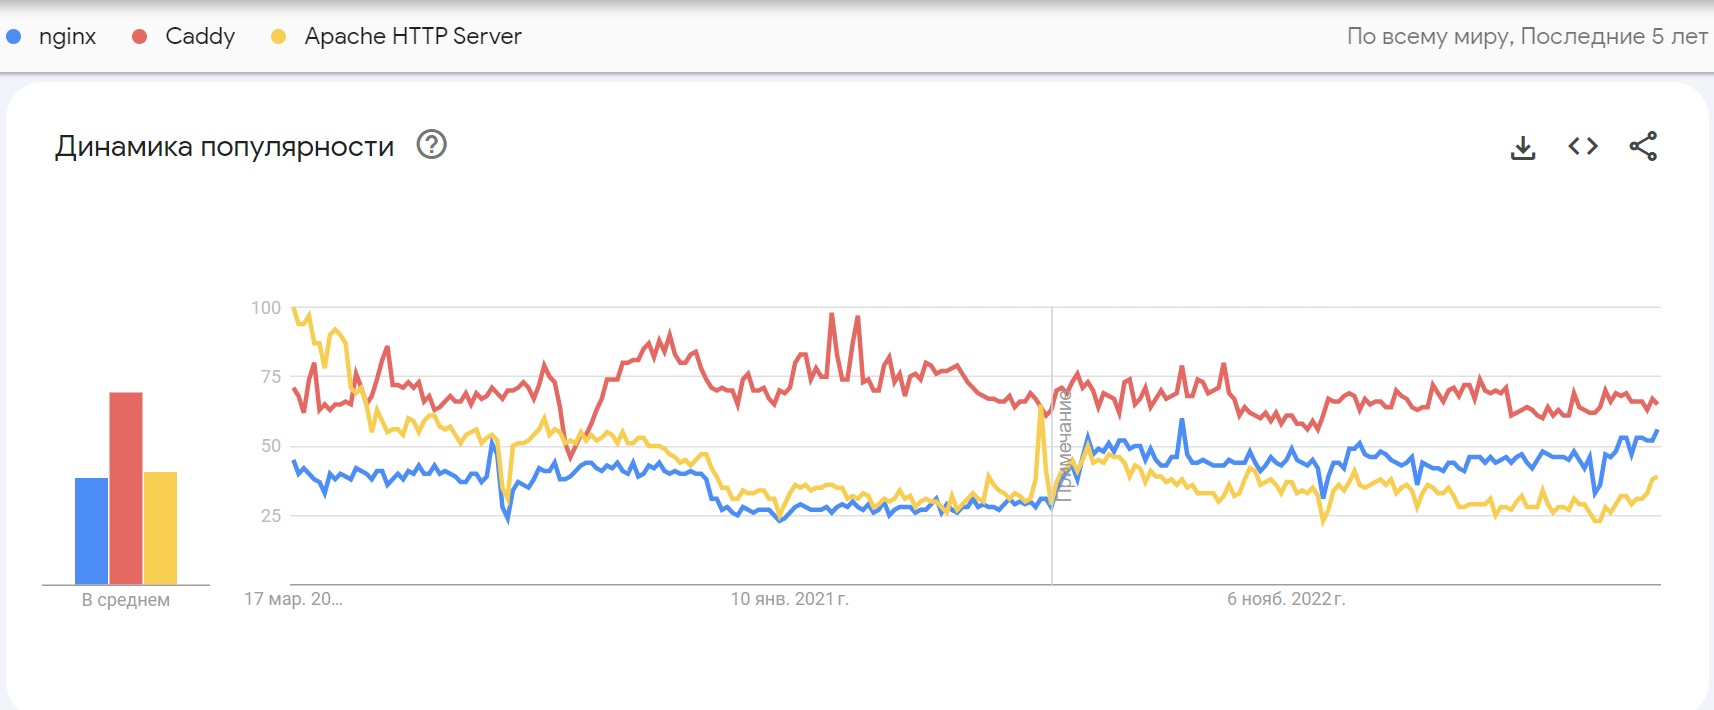 nginx Caddy Apache HTTP Server По всему миру, Последние 5 лет
Динамика популярности
100
75
50
25
Примечание
В среднем
17 мар. 20... 10 янв. 2021 г. 6 нояб. 2022 г.